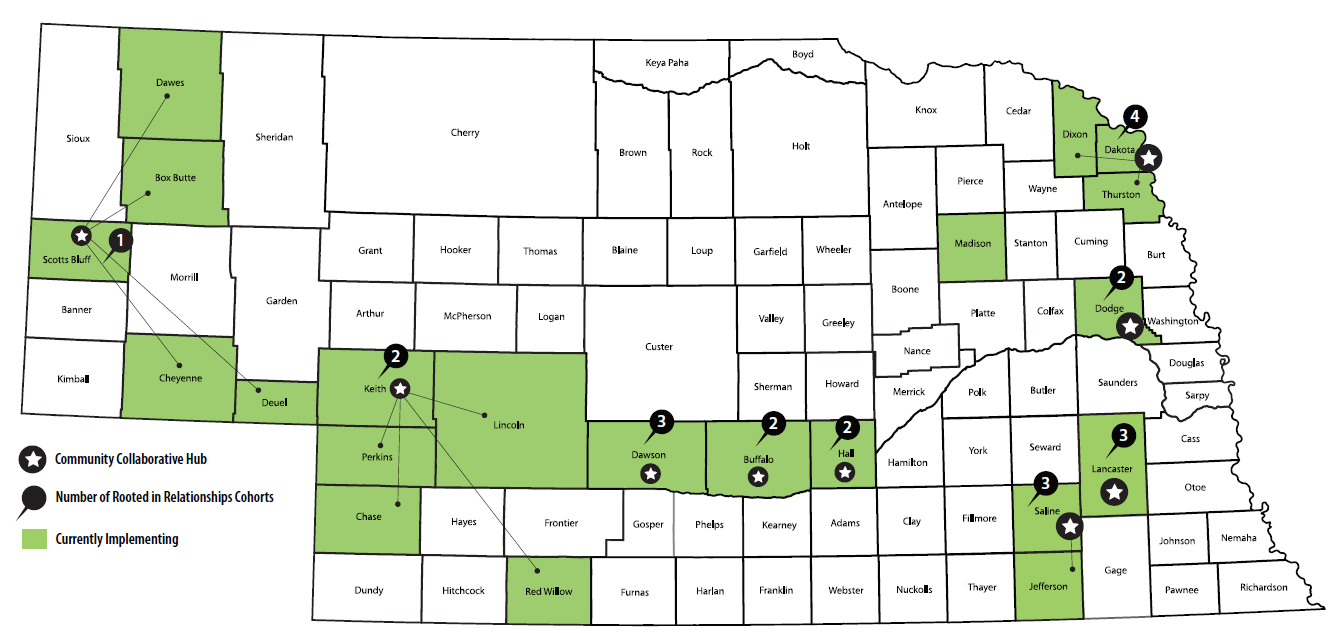 Boyd
Keya Paha
Dawes
Knox
Cedar
4
Sioux
Sheridan
Cherry
Brown
Rock
Holt
Dixon
Dakota
Box Butte
Pierce
Wayne
Thurston
Antelope
1
Scotts Bluff
Grant
Hooker
Thomas
Blaine
Loup
Garfield
Wheeler
Madison
Stanton
Cuming
Burt
Morrill
Garden
Boone
2
Banner
Arthur
McPherson
Logan
Valley
Greeley
Platte
Colfax
Dodge
Washington
Custer
Nance
Kimball
Cheyenne
Deuel
2
Keith
Sherman
Howard
Merrick
Polk
Butler
Saunders
Douglas
Sarpy
Lincoln
3
2
2
3
Perkins
Dawson
Buffalo
Hall
Hamilton
York
Seward
Lancaster
Cass
Community Collaborative Hub
Number of Rooted in Relationships Cohorts
Currently Implementing
3
Otoe
Chase
Hayes
Frontier
Gosper
Phelps
Kearney
Adams
Clay
Fillmore
Saline
Johnson
Nemaha
Dundy
Hitchcock
Red Willow
Furnas
Harlan
Franklin
Webster
Nuckolls
Thayer
Jefferson
Gage
Pawnee
Richardson